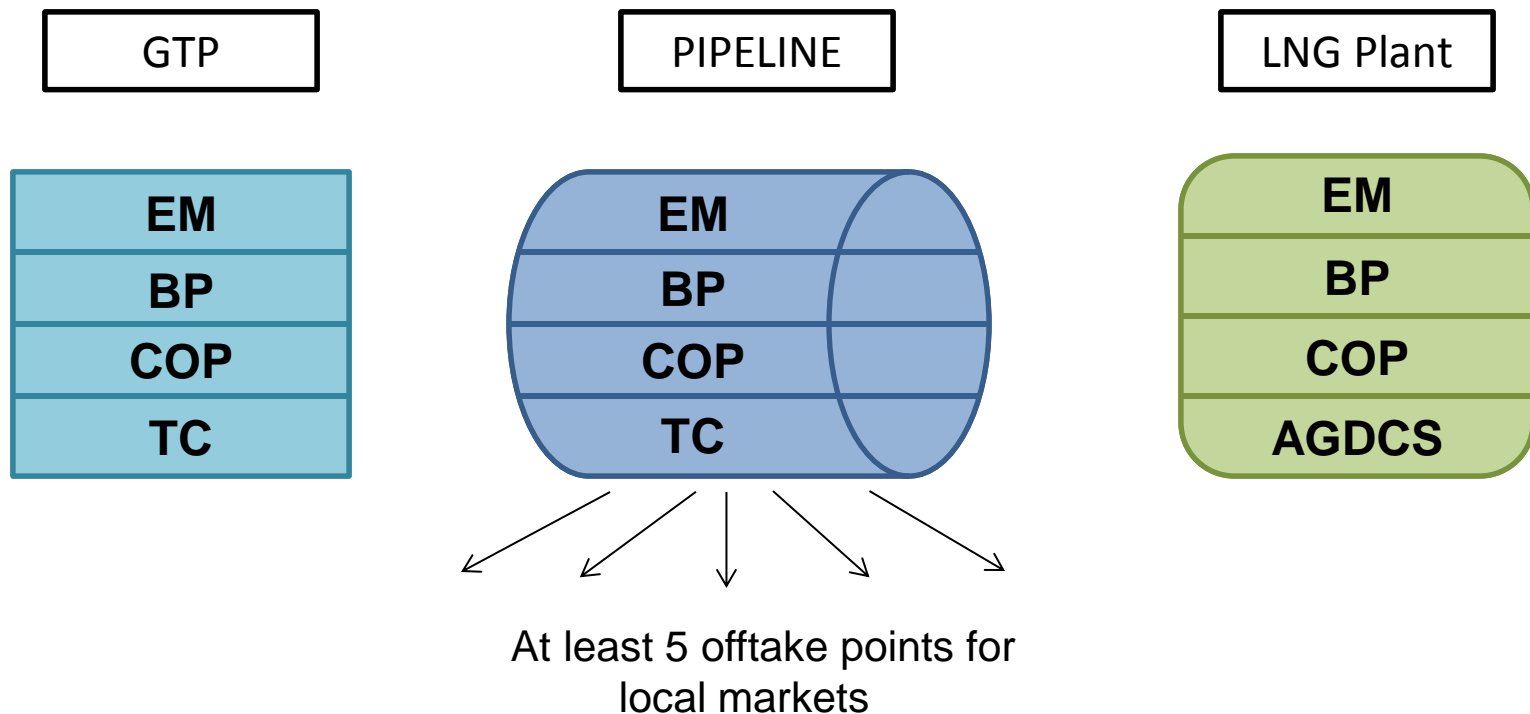 GTP
PIPELINE
LNG Plant
EM
BP
COP
TC
EM
BP
COP
TC
EM
BP
COP
AGDCS
At least 5 offtake points for
local markets